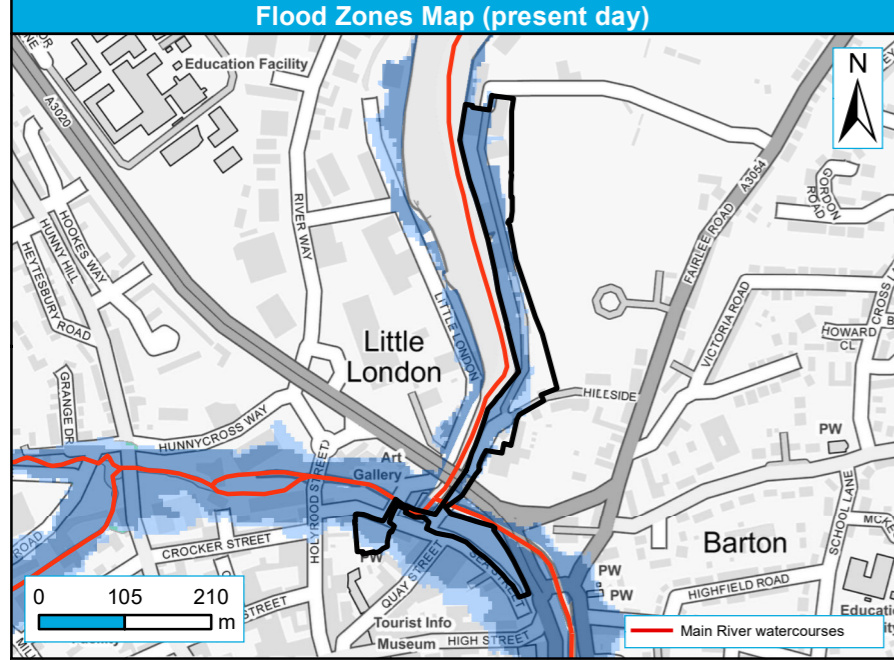 Flood Zones Map (present day)
Education Facility
N
A3020
A3054
GORDON
ROAD
RIVER WAY
FAIRLEE ROAD
HOOKES WAY
HUNNY HILL
HEYTESBURY ROAD
VICTORIA ROAD
CROSS
LITTLE LONDON
HOWARD
CL
Little
London
HILLSIDE
GRANGE DR
HUNNYCROSS WAY
PW
Art
Gallery
HOLYROOD STREET
SCHOOL LANE
ROAD
CROCKER STREET
Barton
PW
QUAY STREET
SEA STREET
PW
PW
HIGHFIELD ROAD
0 105 210
m
STREET
Tourist Info
Museum
HIGH STREET
Main River watercourses